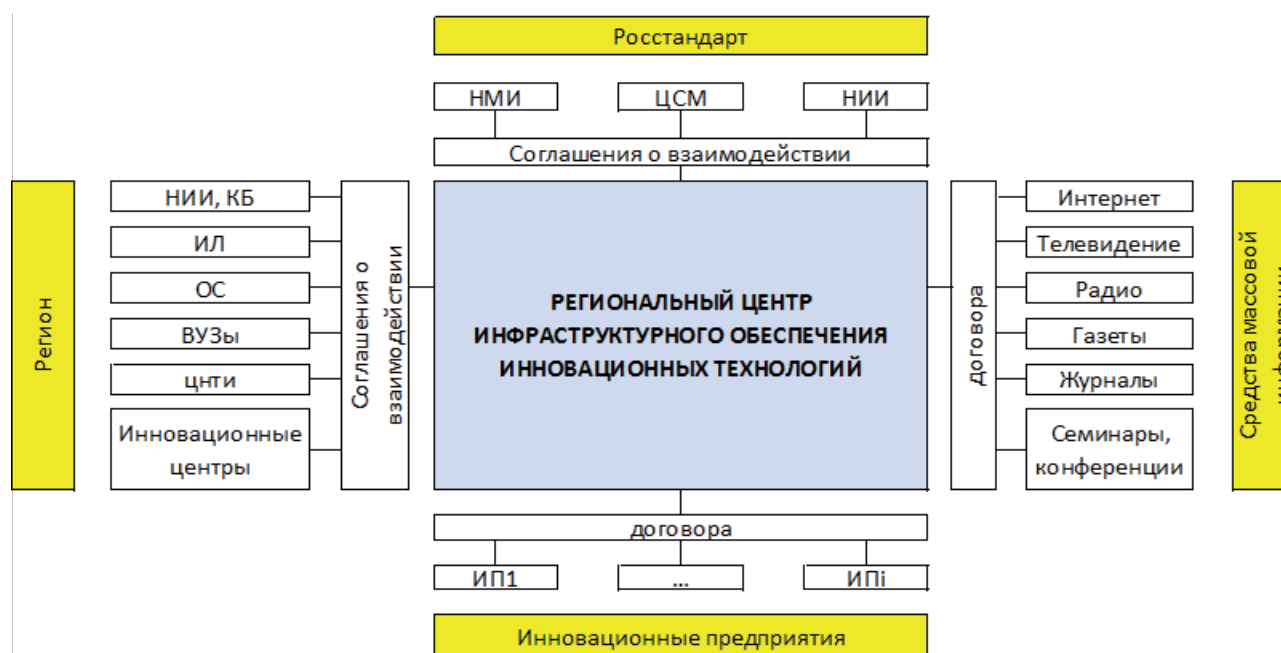 Росстандарт
НМИ
ЦСМ
НИИ
Соглашения о взаимодействии
Регион
НИИ, КБ
ИЛ
ОС
ВУЗы
цнти
Инновационные
центры
Соглашения о
взаимодействии
РЕГИОНАЛЬНЫЙ ЦЕНТР
ИНФРАСТРУКТУРНОГО ОБЕСПЕЧЕНИЯ
ИННОВАЦИОННЫХ ТЕХНОЛОГИЙ
договора
Интернет
Телевидение
Радио
Газеты
Журналы
Семинары,
конференции
Средства массовой
договора
ИП1
...
ИПi
Инновационные предприятия